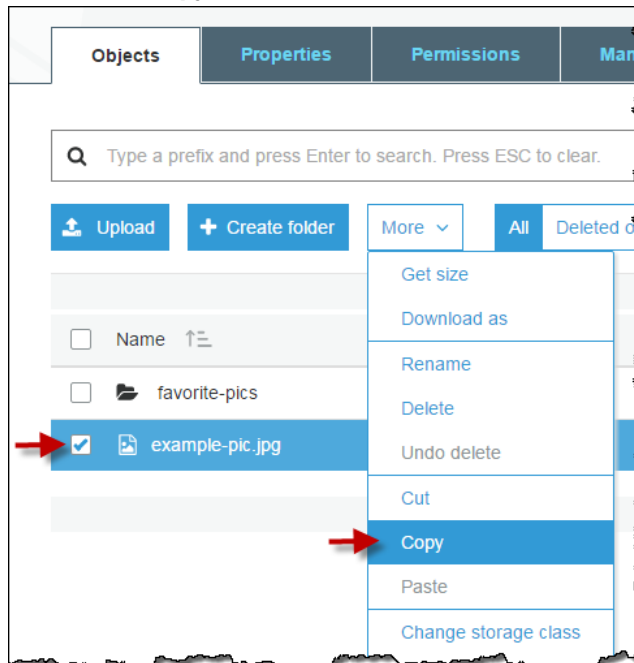 Objects Properties Permissions
Type a prefix and press Enter to search. Press ESC to clear.
Upload Create folder More All Deleted
Get size
Download as
Name
Rename
favorite-pics
Delete
example-pic.jpg
Undo delete
Cut
Copy
Paste
Change storage class